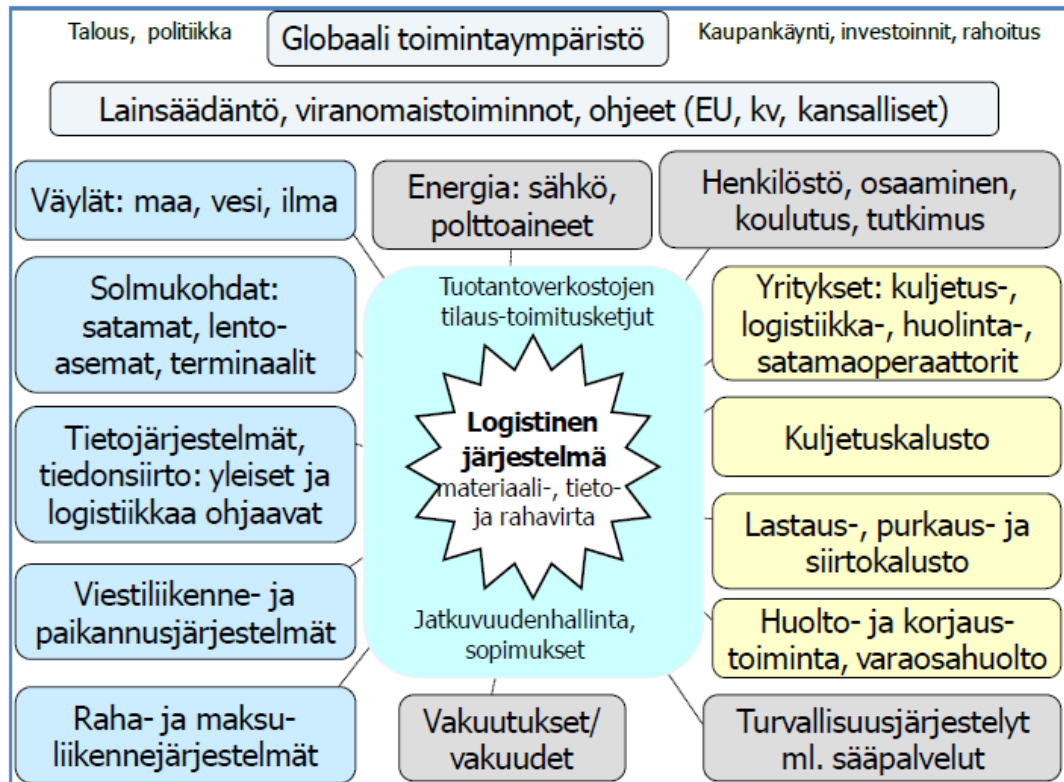 Talous, politiikka
Globaali toimintaympäristö
Kaupankäynti, investoinnit, rahoitus
Lainsäädäntö, viranomaistoiminnot, ohjeet (EU, kv, kansalliset)
Väylät: maa, vesi, ilma
Energia: sähkö,
polttoaineet
Henkilöstö, osaaminen,
koulutus, tutkimus
Solmukohdat:
satamat, lento-
asemat, terminaalit
Tietojärjestelmät,
tiedonsiirto: yleiset ja
logistiikkaa ohjaavat
Viestiliikenne- ja
paikannusjärjestelmät
Raha- ja maksu-
liikennejärjestelmät
Tuotantoverkostojen
tilaus-toimitusketjut
Logistinen
järjestelmä
materiaali-, tieto-
ja rahavirta
Jatkuvuudenhallinta,
sopimukset
Vakuutukset/
vakuudet
Yritykset: kuljetus-,
logistiikka-, huolinta-,
satamaoperaattorit
Kuljetuskalusto
Lastaus-, purkaus- ja
siirtokalusto
Huolto- ja korjaus-
toiminta, varaosahuolto
Turvallisuusjärjestelyt
ml. sääpalvelut